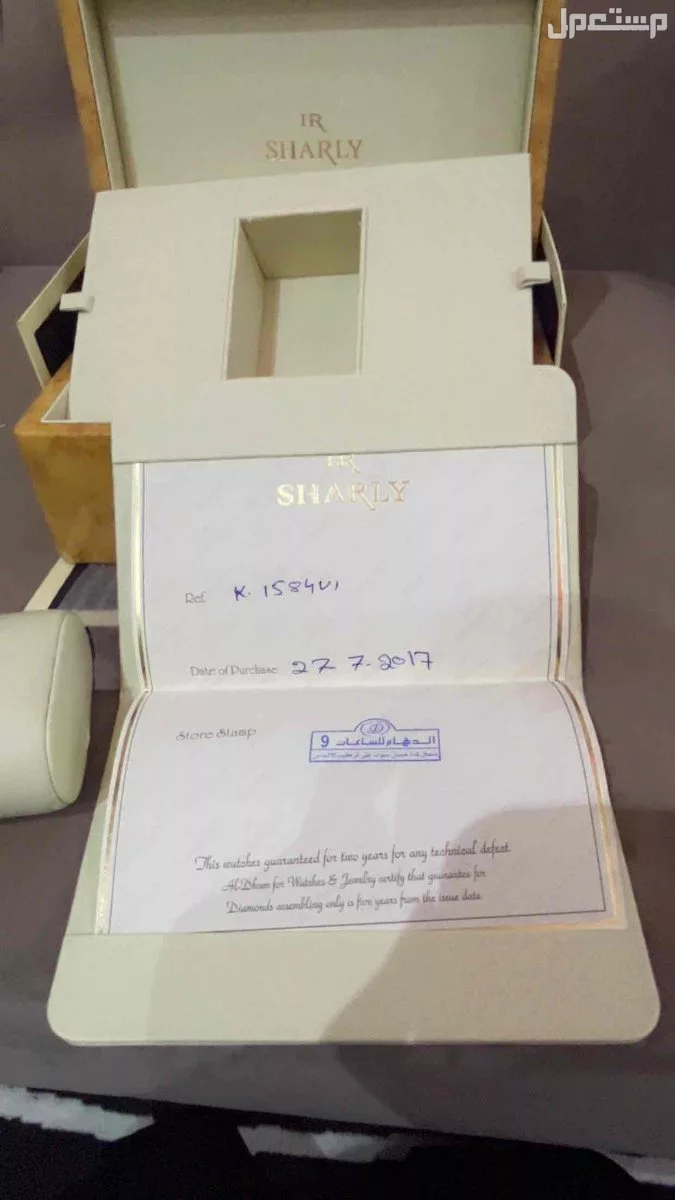 مستعمل
IR
SHARLY
IR
SHARLY
Ref. K. 1584U1
Date of Purchase 27 7.2017
Store Stamp
الدهام للساعات 9
This watches guaranteed for two years for any technical defeat.
Al Dham for Watches & Jewelry certify that guarantee for
Diamonds assembling only is five years from the issue date.